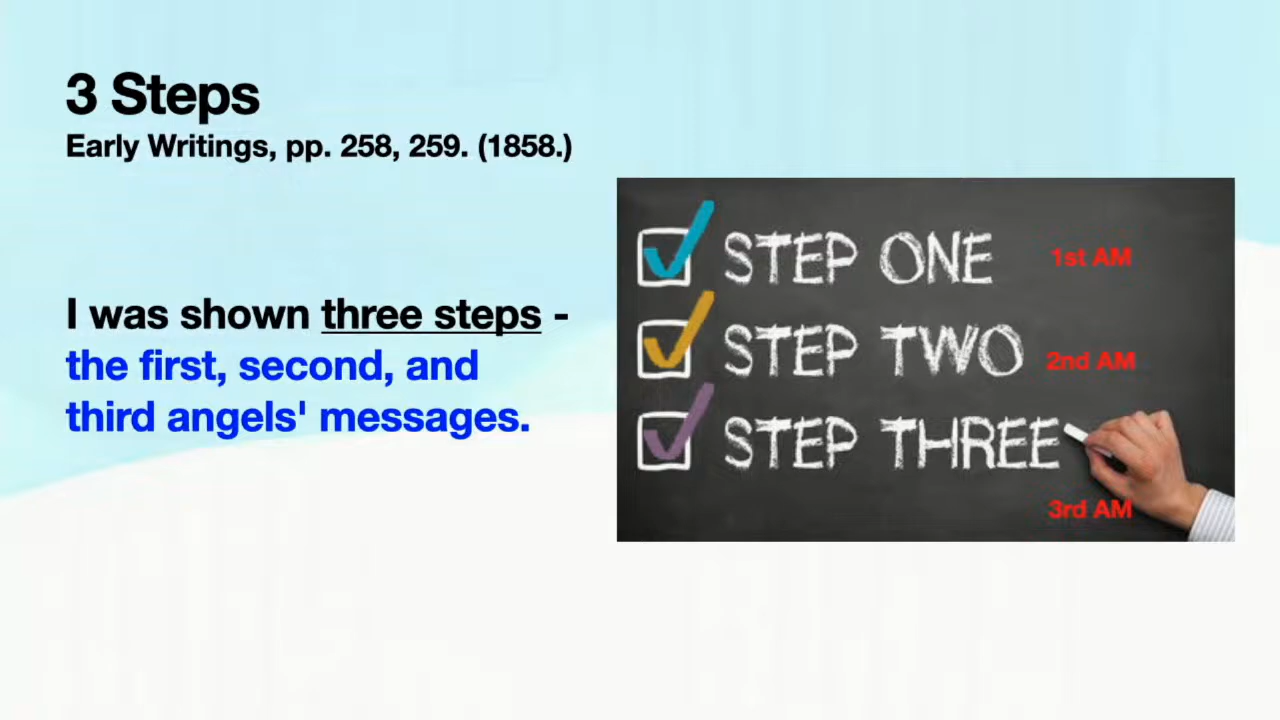 3 Steps
Early Writings, pp. 258, 259. (1858.)
I was shown three steps -
the first, second, and
third angels' messages.
STEP ONE 1st AM
STEP TWO 2nd AM
STEP THREE
3rd AM